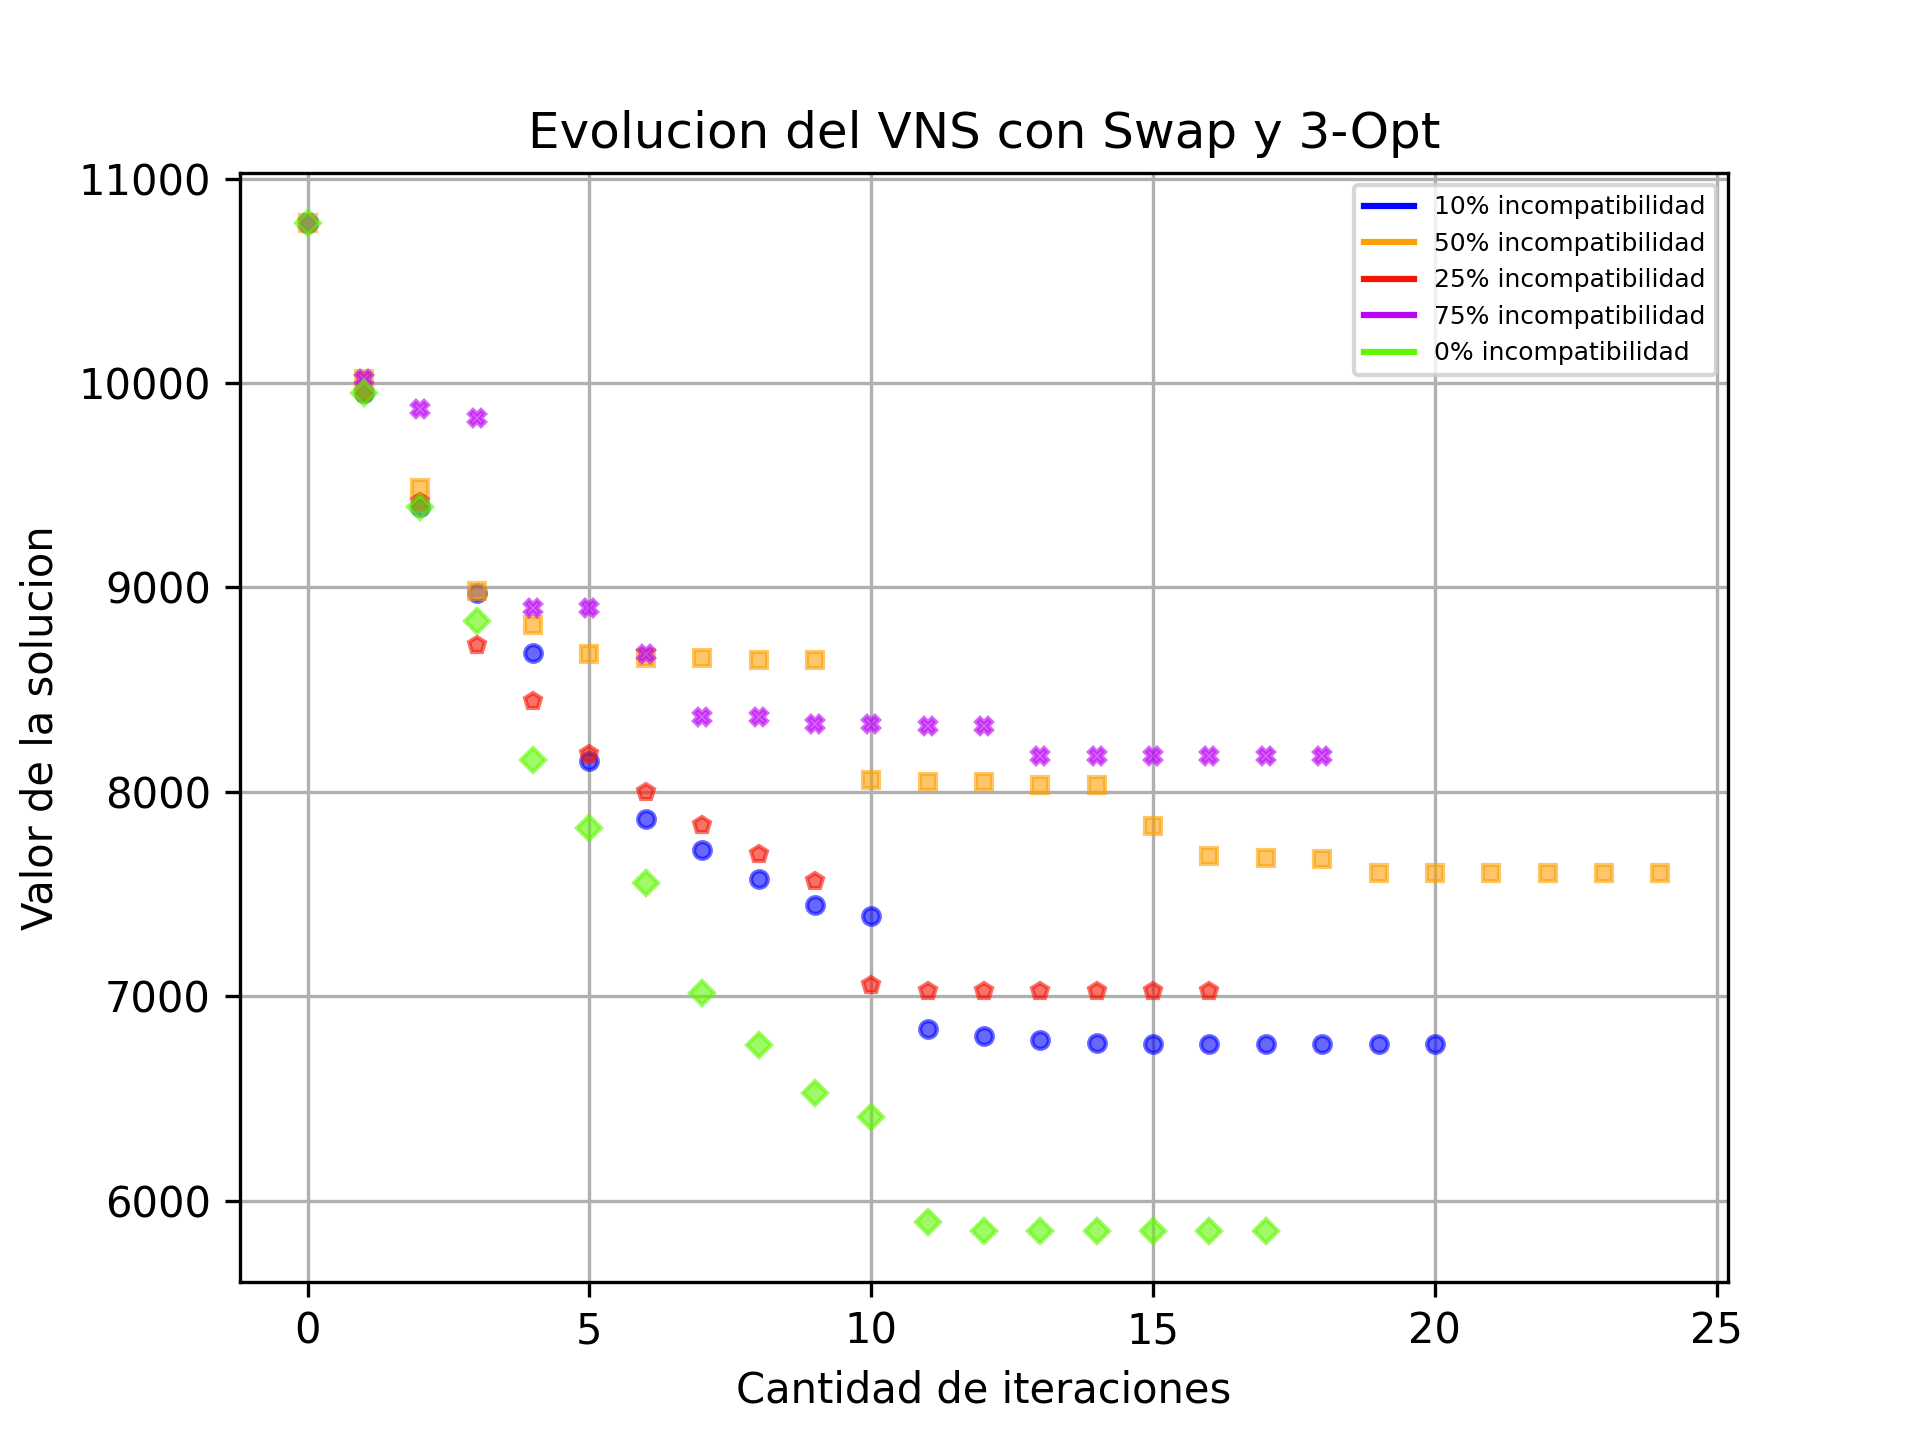 Evolucion del VNS con Swap y 3-Opt
11000
10000
9000
8000
7000
6000
Valor de la solucion
10% incompatibilidad
50% incompatibilidad
25% incompatibilidad
75% incompatibilidad
0% incompatibilidad
0 5 10 15 20 25
Cantidad de iteraciones